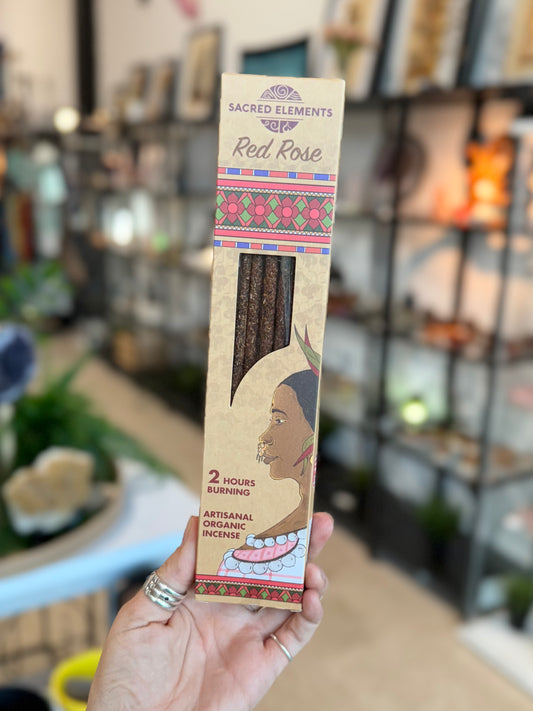 SACRED ELEMENTS
Red Rose
2 HOURS
BURNING
ARTISANAL
ORGANIC
INCENSE